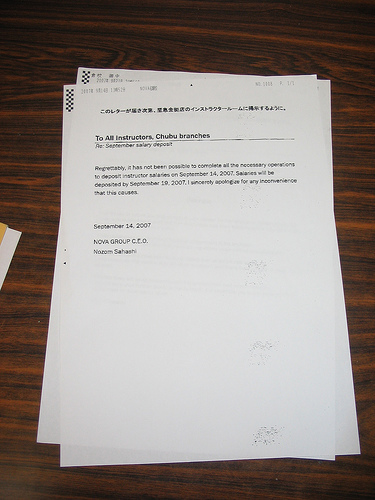 このレターが届き次第、至急全校店のインストラクタールームに掲示するように。
To All Instructors, Chubu branches
Re: September salary deposit
Regrettably, it has not been possible to complete all the necessary operations
to deposit instructor salaries on September 14, 2007. Salaries will be
deposited by September 19, 2007. I sincerely apologize for any inconvenience
that this causes.
September 14, 2007
NOVA GROUP C.E.O.
Nozom Sahashi